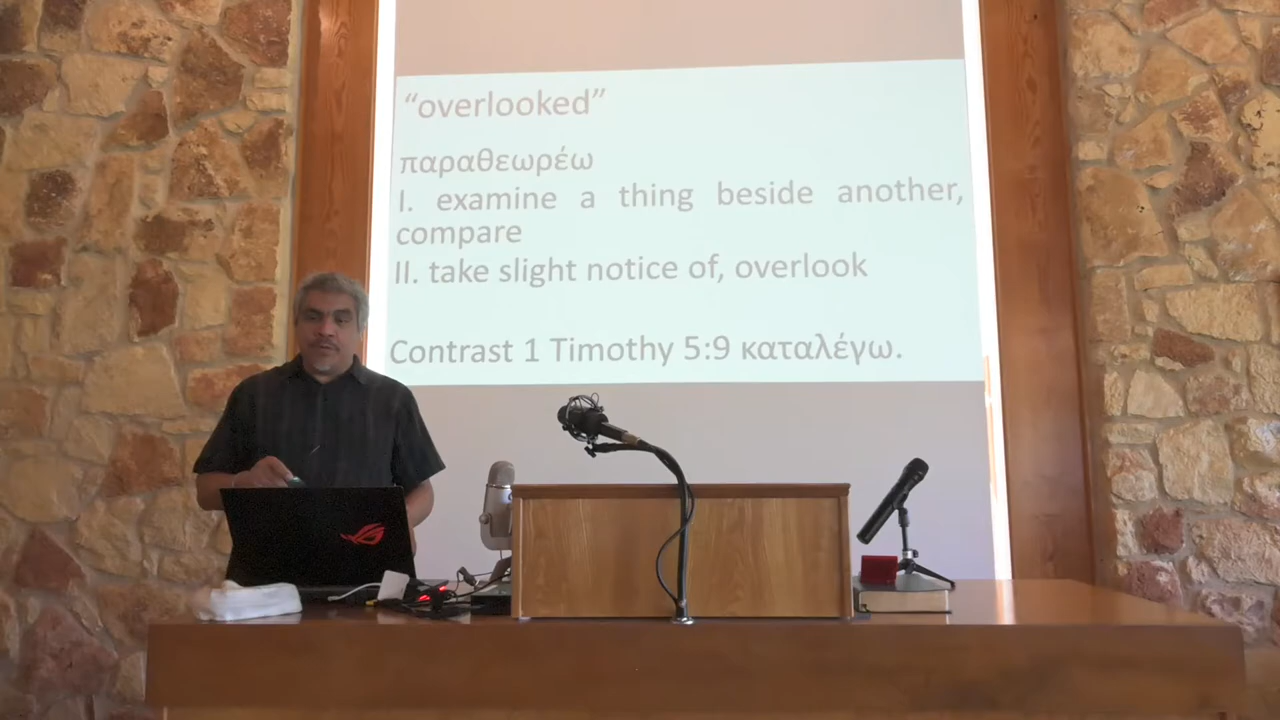 “overlooked”
παραθεωρέω
I. examine a thing beside another,
compare
II. take slight notice of, overlook
Contrast 1 Timothy 5:9 καταλέγω.